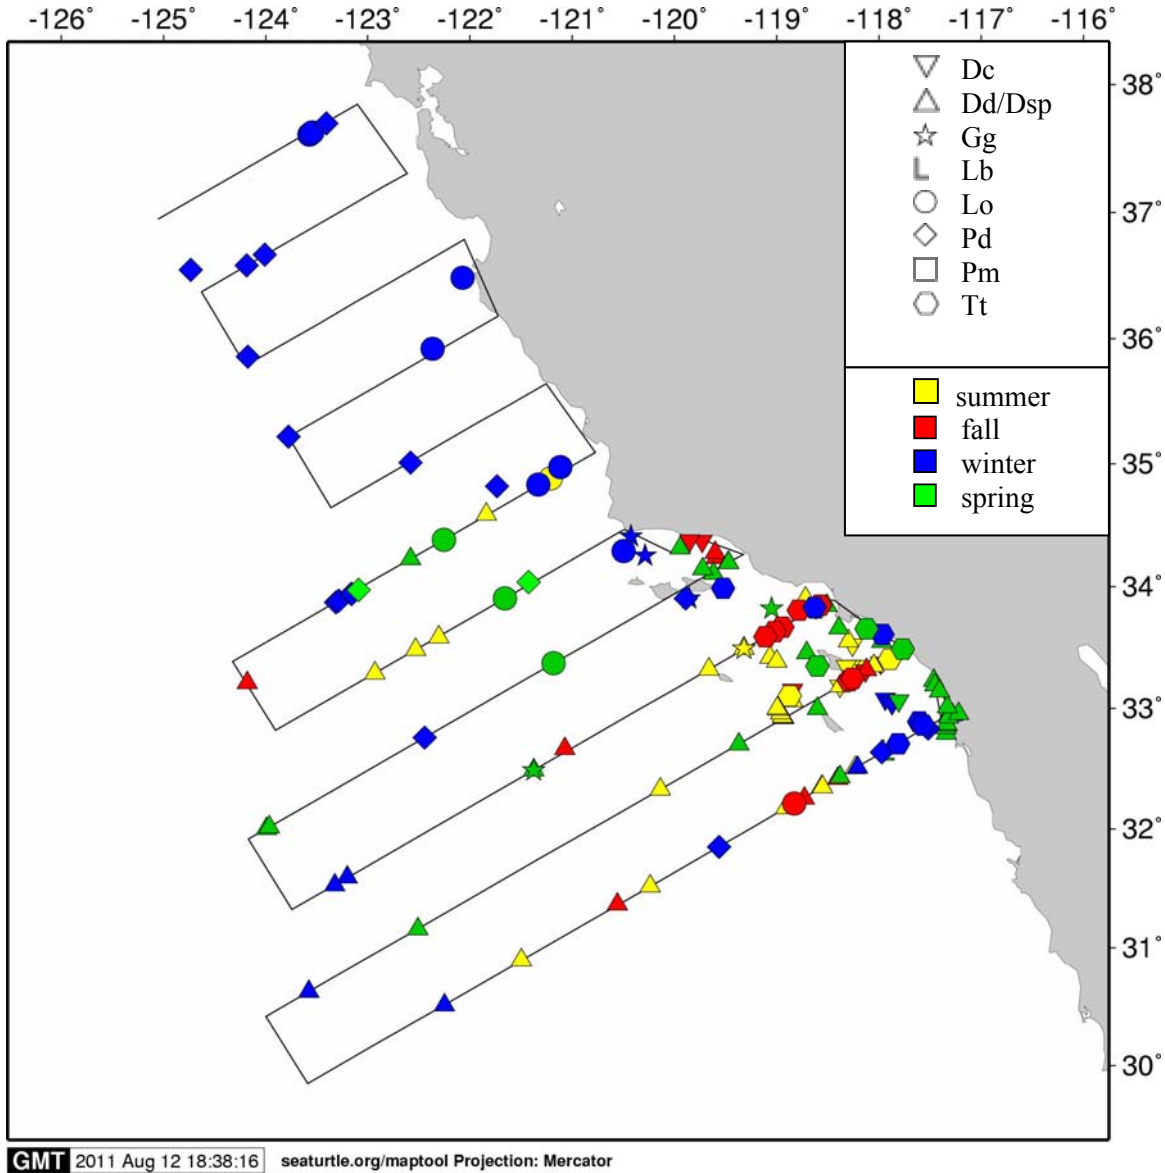 -126° -125° -124° -123° -122° -121° -120° -119° -118° -117° -116°
38°
37°
36°
35°
34°
33°
32°
31°
30°
Dc
Dd/Dsp
Gg
Lb
Lo
Pd
Pm
Tt
summer
fall
winter
spring
GMT 2011 Aug 12 18:38:16 seaturtle.org/maptool Projection: Mercator